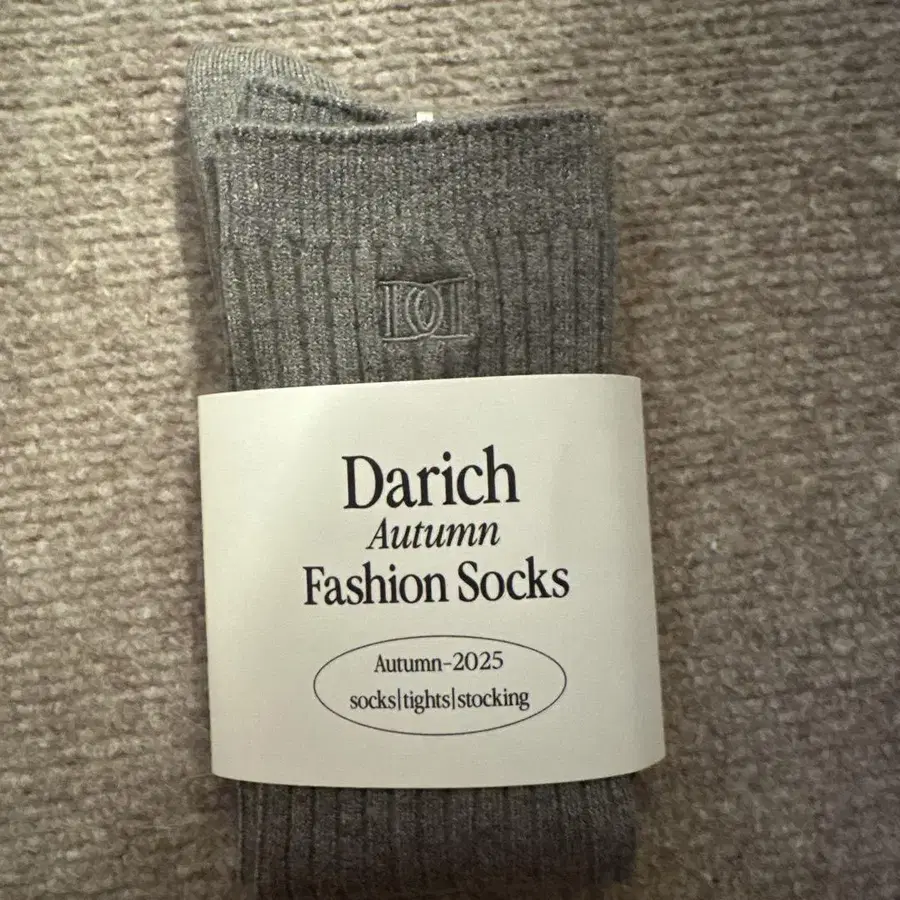 Darich
Autumn
Fashion Socks
Autumn-2025
socks|tights|stocking